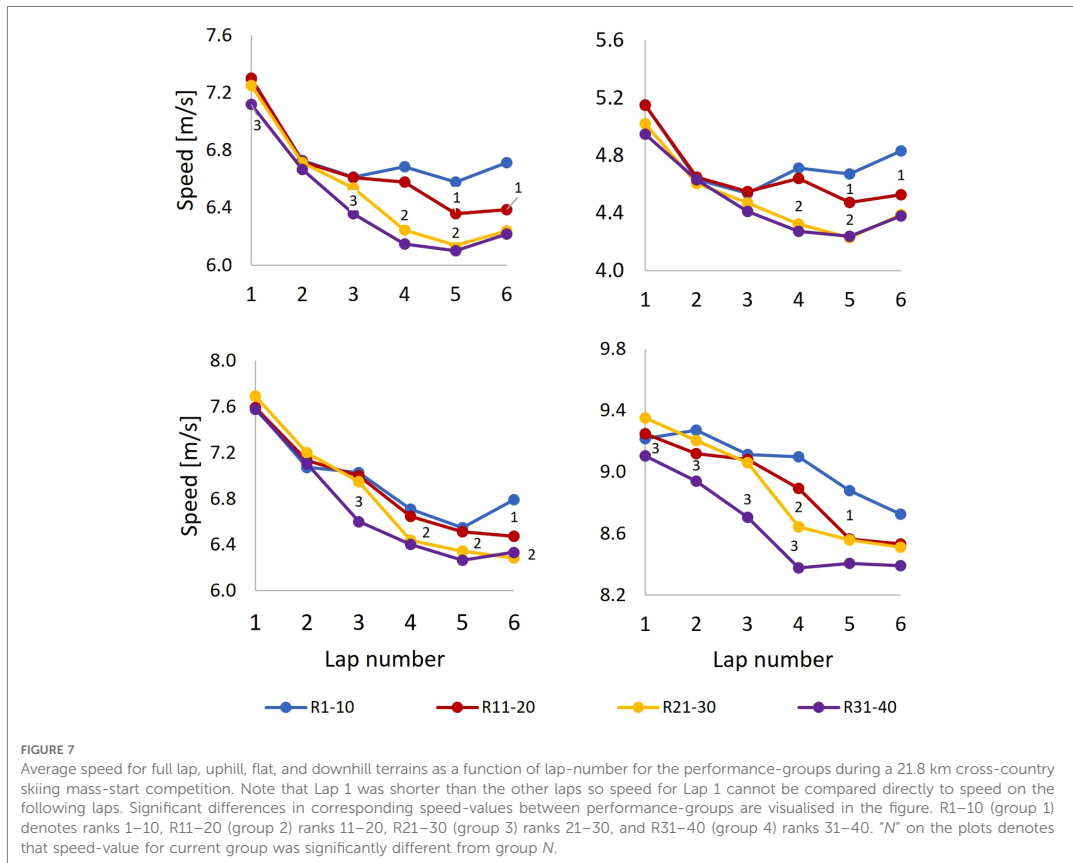 7.6
7.2
6.8
6.4
6.0
Speed [m/s]
3
3
2
2
1
1
1 2 3 4 5 6
5.6
5.2
4.8
4.4
4.0
2
1
2
1
1 2 3 4 5 6
8.0
7.6
7.2
6.8
6.4
6.0
Speed [m/s]
3
2
2
1
2
1 2 3 4 5 6
Lap number
9.8
9.4
9.0
8.6
8.2
3
3
3
2
3
1
1 2 3 4 5 6
Lap number
R1-10 R11-20 R21-30 R31-40
FIGURE 7
Average speed for full lap, uphill, flat, and downhill terrains as a function of lap-number for the performance-groups during a 21.8 km cross-country
skiing mass-start competition. Note that Lap 1 was shorter than the other laps so speed for Lap 1 cannot be compared directly to speed on the
following laps. Significant differences in corresponding speed-values between performance-groups are visualised in the figure. R1–10 (group 1)
denotes ranks 1–10, R11–20 (group 2) ranks 11–20, R21–30 (group 3) ranks 21–30, and R31–40 (group 4) ranks 31–40. "N" on the plots denotes
that speed-value for current group was significantly different from group N.